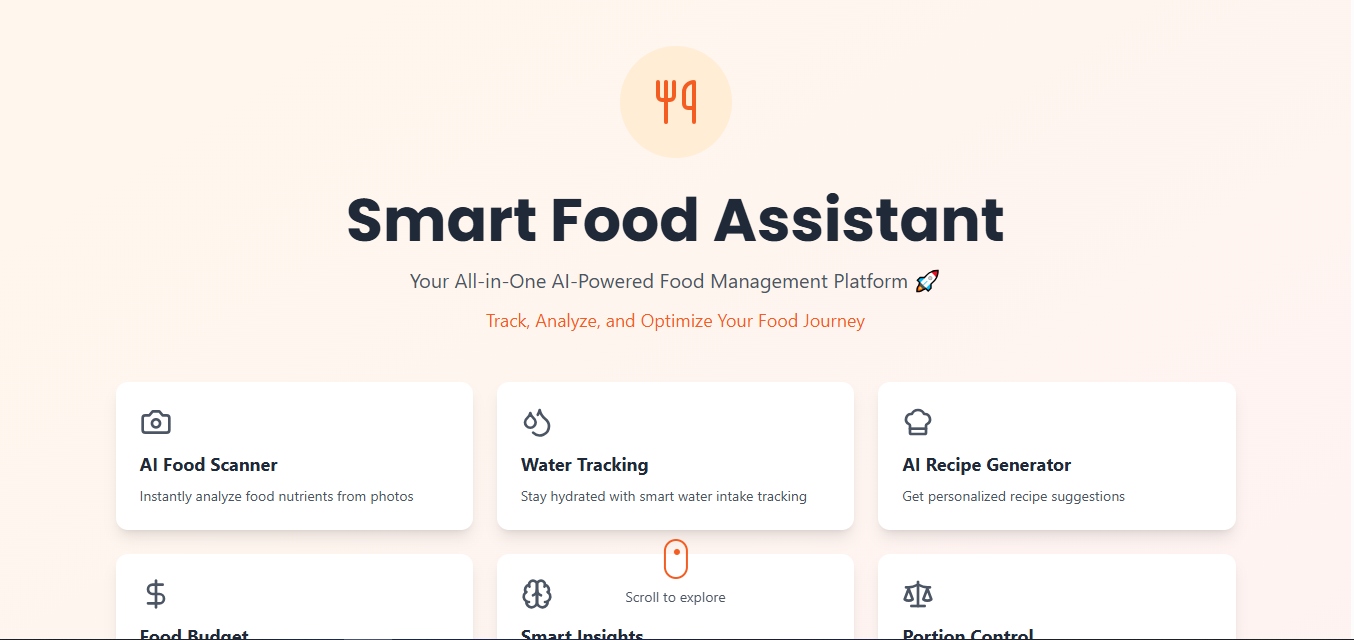 Smart Food Assistant
Your All-in-One AI-Powered Food Management Platform 🚀
Track, Analyze, and Optimize Your Food Journey
AI Food Scanner
Instantly analyze food nutrients from photos
Water Tracking
Stay hydrated with smart water intake tracking
AI Recipe Generator
Get personalized recipe suggestions
Scroll to explore
Food Budget
Smart Insights
Portion Control